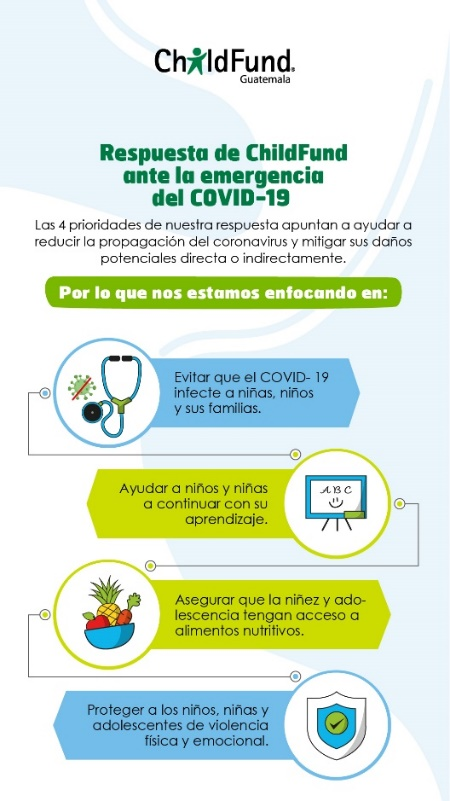 ChildFund.
Guatemala
Respuesta de ChildFund
ante la emergencia
del COVID-19
Las 4 prioridades de nuestra respuesta apuntan a ayudar a
reducir la propagación del coronavirus y mitigar sus daños
potenciales directa o indirectamente.
Por lo que nos estamos enfocando en:
Evitar que el COVID- 19
infecte a niñas, niños
y sus familias.
Ayudar a niños y niñas
a continuar con su
aprendizaje.
A B C
Asegurar que la niñez y ado-
lescencia tengan acceso a
alimentos nutritivos.
Proteger a los niños, niñas y
adolescentes de violencia
física y emocional.